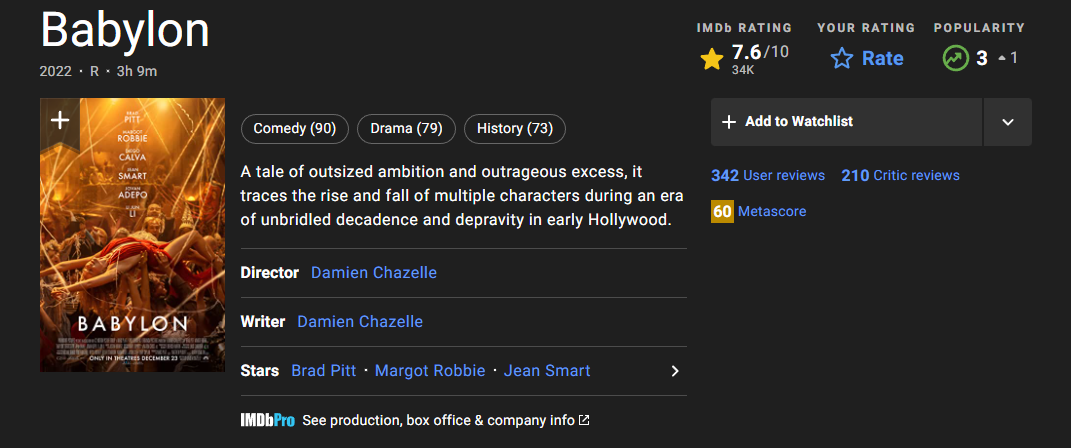 Babylon
2022 · R · 3h 9m
IMDb RATING
7.6/10
34K
YOUR RATING
Rate
POPULARITY
3
1
BRAD
PITT
MARGOT
ROBBIE
DIEGO
CALVA
JEAN
SMART
JOVAN
ADEPO
LI
BABYLON
ONLY IN THEATRES DECEMBER 23
Comedy (90)
Drama (79)
History (73)
A tale of outsized ambition and outrageous excess, it
traces the rise and fall of multiple characters during an era
of unbridled decadence and depravity in early Hollywood.
Director Damien Chazelle
Writer Damien Chazelle
Stars Brad Pitt · Margot Robbie · Jean Smart
IMDbPro See production, box office & company info
+ Add to Watchlist
342 User reviews 210 Critic reviews
60 Metascore